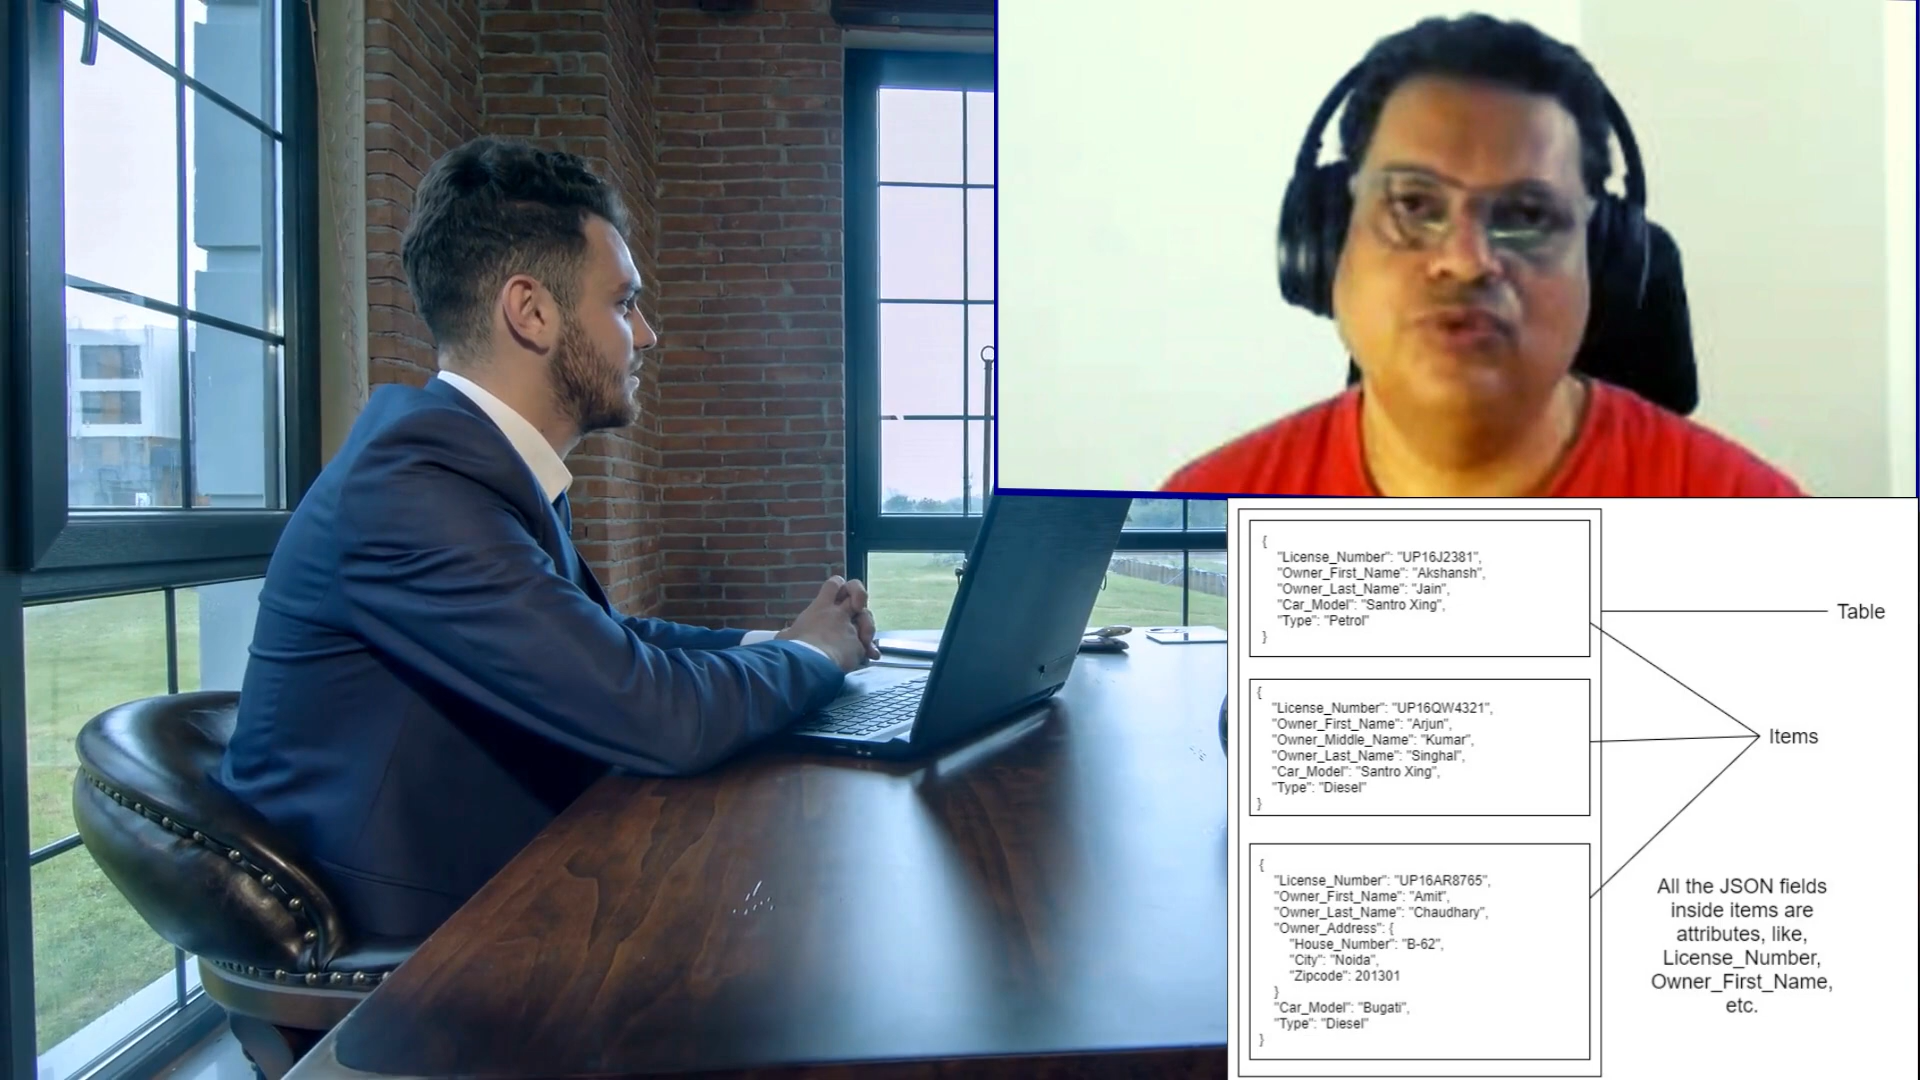 {
"License_Number": "UP16J2381",
"Owner_First_Name": "Akshansh",
"Owner_Last_Name": "Jain",
"Car_Model": "Santro Xing",
"Type": "Petrol"
}
Table
{
"License_Number": "UP16QW4321",
"Owner_First_Name": "Arjun",
"Owner_Middle_Name": "Kumar",
"Owner_Last_Name": "Singhal",
"Car_Model": "Santro Xing",
"Type": "Diesel"
}
Items
{
"License_Number": "UP16AR8765",
"Owner_First_Name": "Amit",
"Owner_Last_Name": "Chaudhary",
"Owner_Address": {
"House_Number": "B-62",
"City": "Noida",
"Zipcode": 201301
}
"Car_Model": "Bugati",
"Type": "Diesel"
}
All the JSON fields
inside items are
attributes, like,
License_Number,
Owner_First_Name,
etc.